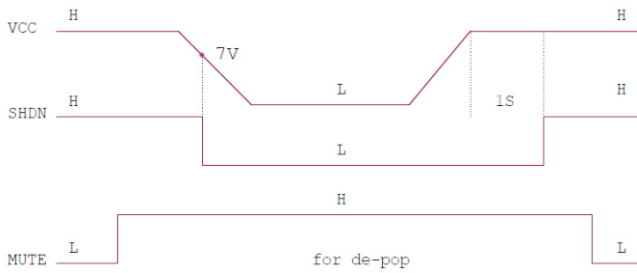 H H
VCC
7V
L
H 1S H
SHDN
L
H
L L
MUTE for de-pop